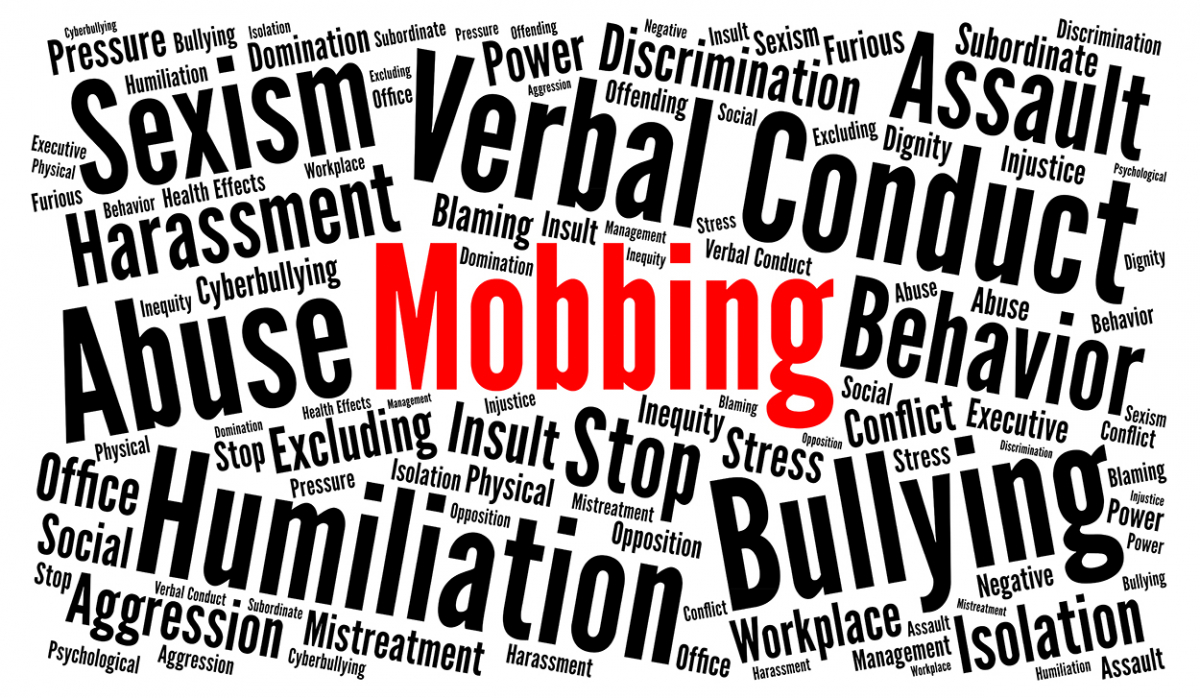 Cyberbullying
Isolation
Pressure
Bullying
Domination
Subordinate
Pressure
Offending
Negative
Insult
Sexism
Furious
Subordinate
Discrimination
Humiliation
Excluding
Power
Discrimination
Assault
Sexism
Office
Verbal
Aggression
Offending
Social
Excluding
Dignity
Injustice
Psychological
Executive
Physical
Furious
Behavior
Health Effects
Workplace
Conduct
Harassment
Blaming
Insult
Management
Stress
Domination
Inequity
Verbal Conduct
Dignity
Inequity
Cyberbullying
Mobbing
Abuse
Abuse
Behavior
Abuse
Behavior
Health Effects
Management
Injustice
Inequity
Blaming
Social
Conflict
Executive
Sexism
Conflict
Physical
Domination
Stop
Excluding
Insult
Stop
Stress
Opposition
Stress
Discrimination
Blaming
Office
Pressure
Isolation
Physical
Mistreatment
Bullying
Injustice
Power
Power
Social
Humiliation
Opposition
Opposition
Stop
Aggression
Verbal Conduct
Subordinate
Mistreatment
Conflict
Negative
Bullying
Psychological
Aggression
Cyberbullying
Harassment
Office
Workplace
Assault
Mistreatment
Isolation
Harassment
Management
Workplace
Humiliation
Assault